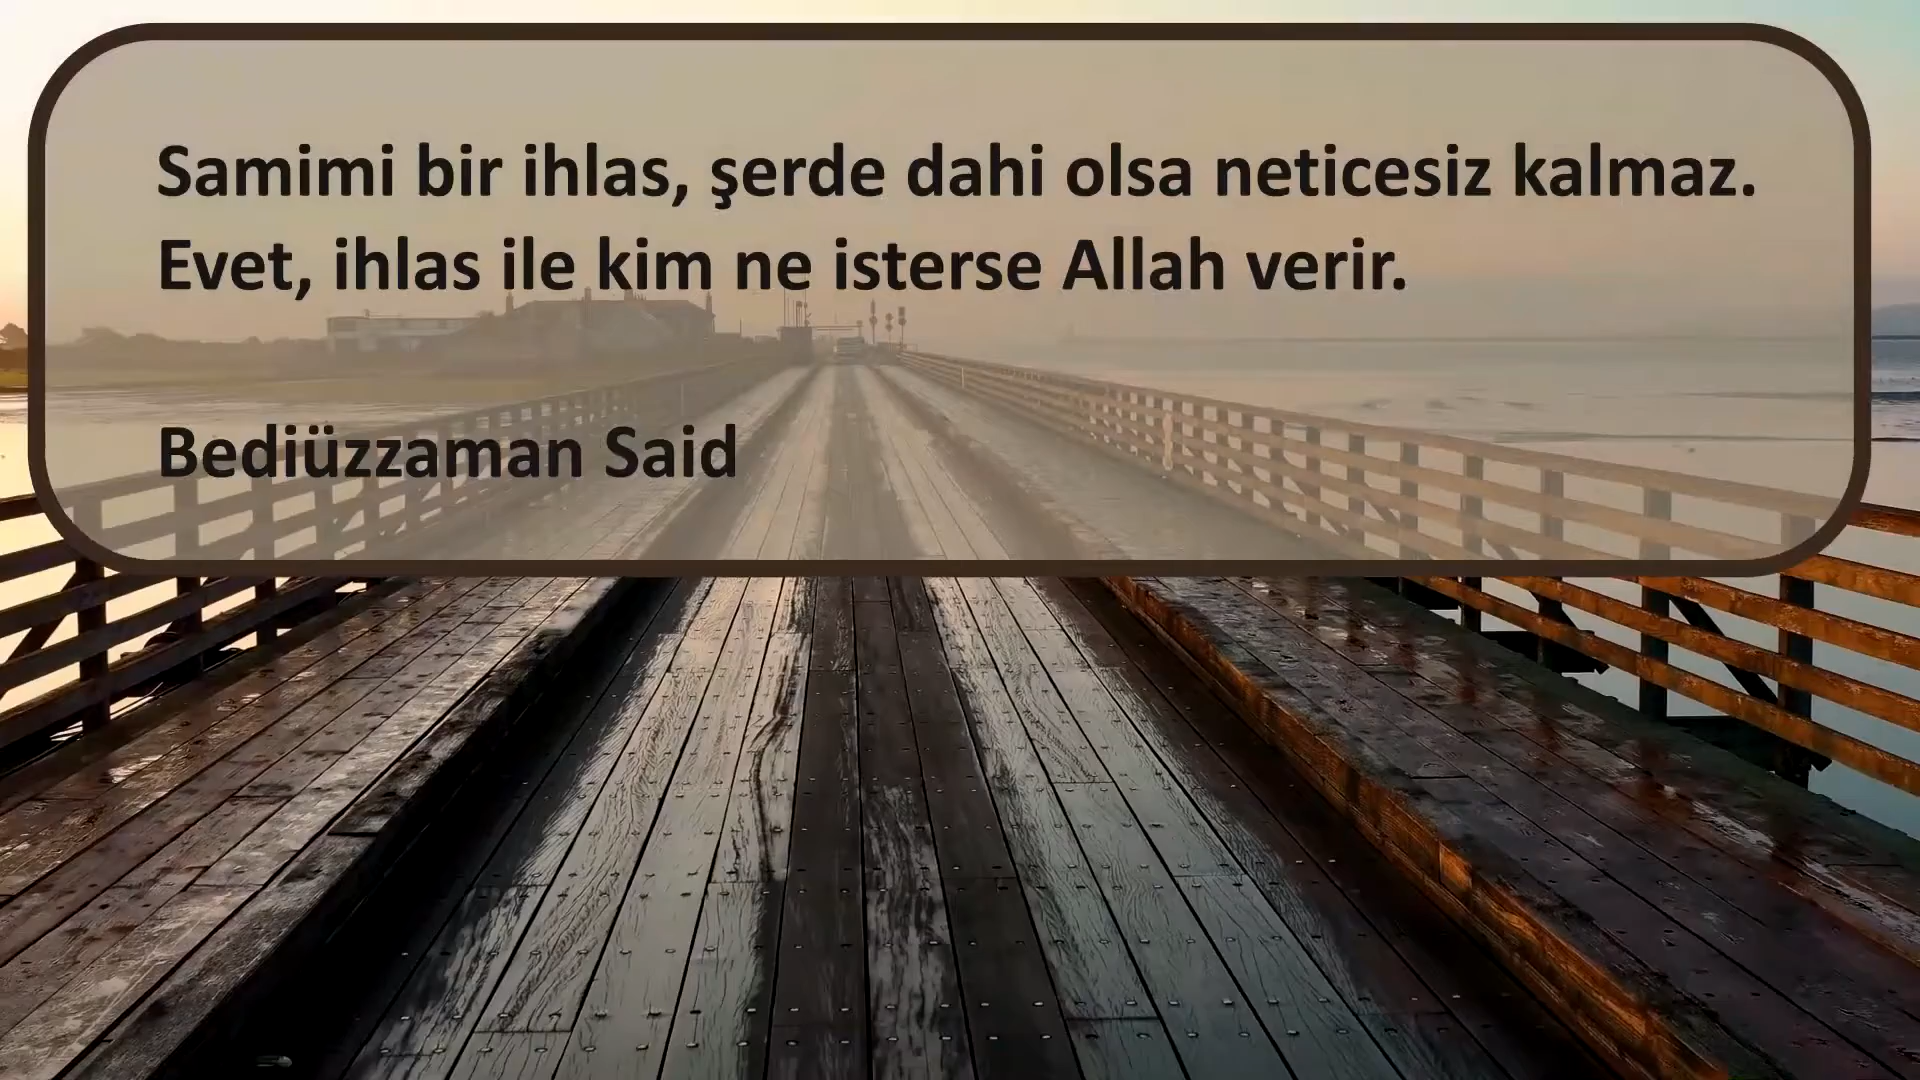 Samimi bir ihlas, şerde dahi olsa neticesiz kalmaz.
Evet, ihlas ile kim ne isterse Allah verir.
Bediüzzaman Said